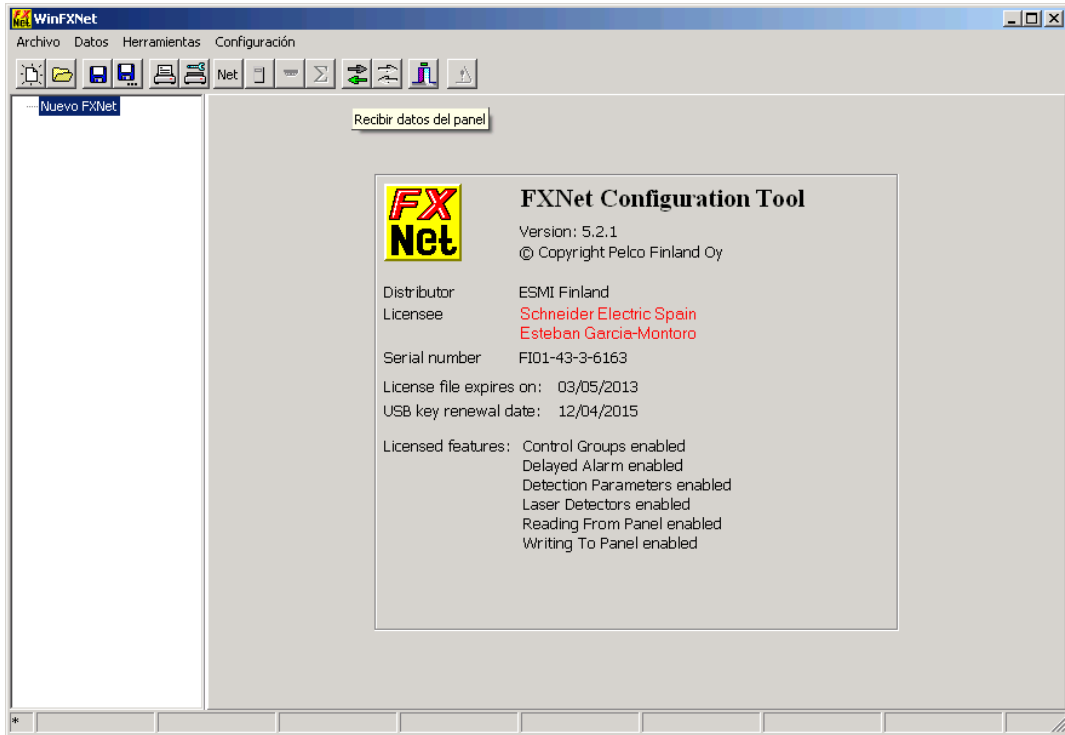 WinFXNet
Archivo Datos Herramientas Configuración
Net Σ
Nuevo FXNet
Recibir datos del panel
FX
Net
FXNet Configuration Tool
Version: 5.2.1
© Copyright Pelco Finland Oy
Distributor ESMI Finland
Licensee Schneider Electric Spain
Esteban Garcia-Montoro
Serial number FI01-43-3-6163
License file expires on: 03/05/2013
USB key renewal date: 12/04/2015
Licensed features: Control Groups enabled
Delayed Alarm enabled
Detection Parameters enabled
Laser Detectors enabled
Reading From Panel enabled
Writing To Panel enabled
*